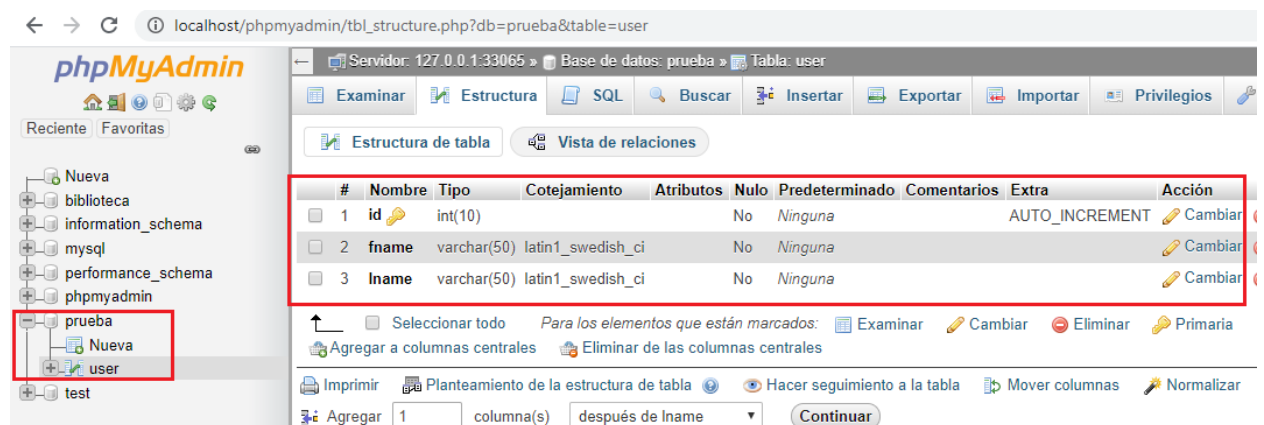 localhost/phpmyadmin/tbl_structure.php?db=prueba&table=user
phpMyAdmin
Reciente Favoritas
Nueva
biblioteca
information_schema
mysql
performance_schema
phpmyadmin
prueba
Nueva
user
test
Servidor: 127.0.0.1:33065 » Base de datos: prueba » Tabla: user
Examinar Estructura SQL Buscar Insertar Exportar Importar Privilegios
Estructura de tabla Vista de relaciones
# Nombre Tipo Cotejamiento Atributos Nulo Predeterminado Comentarios Extra Acción
1 id int(10) No Ninguna AUTO_INCREMENT Cambiar
2 fname varchar(50) latin1_swedish_ci No Ninguna Cambiar
3 lname varchar(50) latin1_swedish_ci No Ninguna Cambiar
Seleccionar todo Para los elementos que están marcados: Examinar Cambiar Eliminar Primaria
Agregar a columnas centrales Eliminar de las columnas centrales
Imprimir Planteamiento de la estructura de tabla Hacer seguimiento a la tabla Mover columnas Normalizar
Agregar 1 columna(s) después de lname Continuar